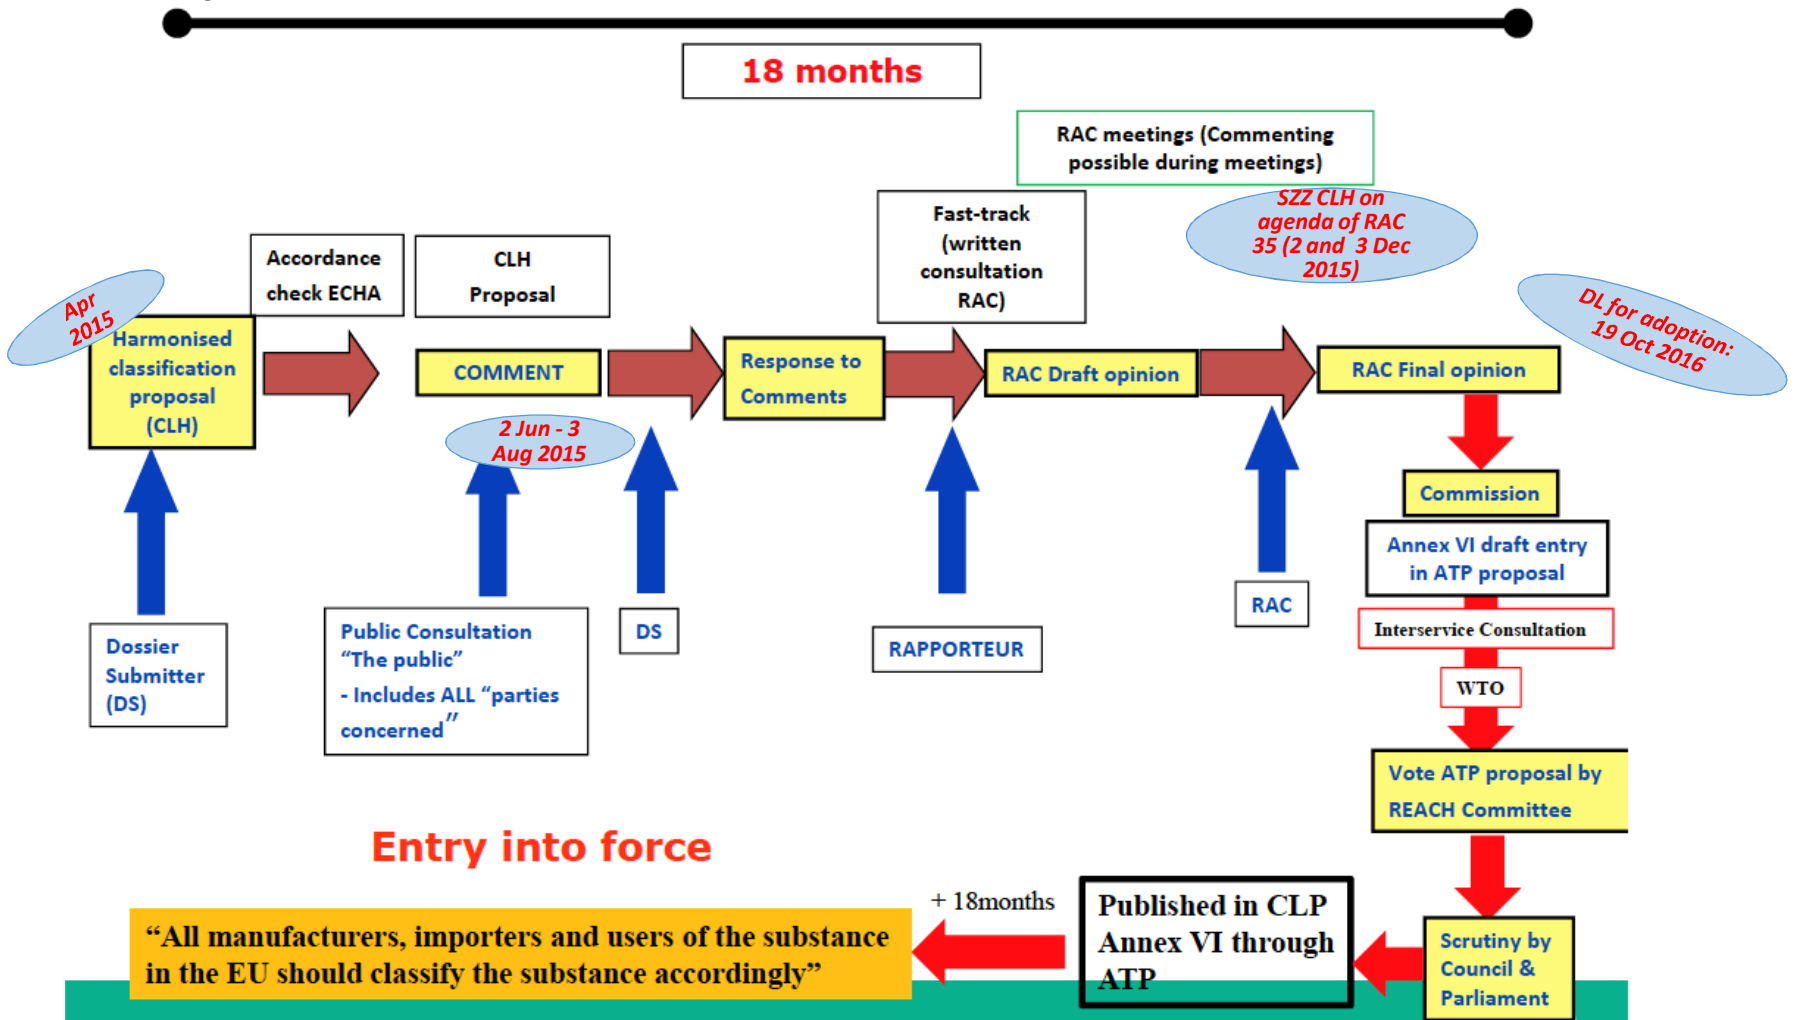 18 months
RAC meetings (Commenting
possible during meetings)
SZZ CLH on
agenda of RAC
35 (2 and 3 Dec
2015)
Fast-track
(written
consultation
RAC)
Accordance
check ECHA
CLH
Proposal
Apr
2015
DL for adoption:
19 Oct 2016
Harmonised
classification
proposal
(CLH)
COMMENT
Response to
Comments
RAC Draft opinion
RAC Final opinion
2 Jun - 3
Aug 2015
Commission
Annex VI draft entry
in ATP proposal
Interservice Consultation
WTO
Dossier
Submitter
(DS)
Public Consultation
“The public”
- Includes ALL “parties
concerned”
DS
RAPPORTEUR
RAC
Vote ATP proposal by
REACH Committee
Scrutiny by
Council &
Parliament
Published in CLP
Annex VI through
ATP
+ 18months
Entry into force
“All manufacturers, importers and users of the substance
in the EU should classify the substance accordingly”